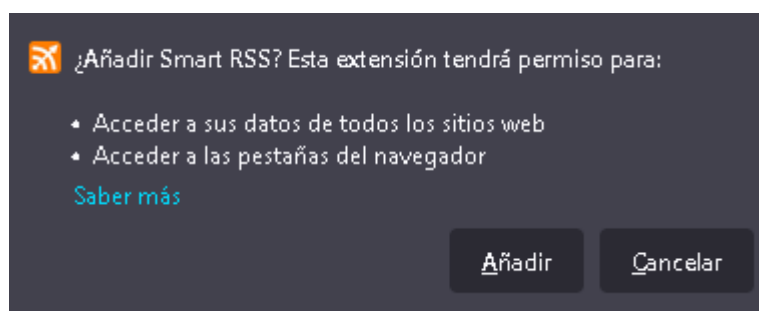 ¿Añadir Smart RSS? Esta extensión tendrá permiso para:
• Acceder a sus datos de todos los sitios web
• Acceder a las pestañas del navegador
Saber más
Añadir
Cancelar